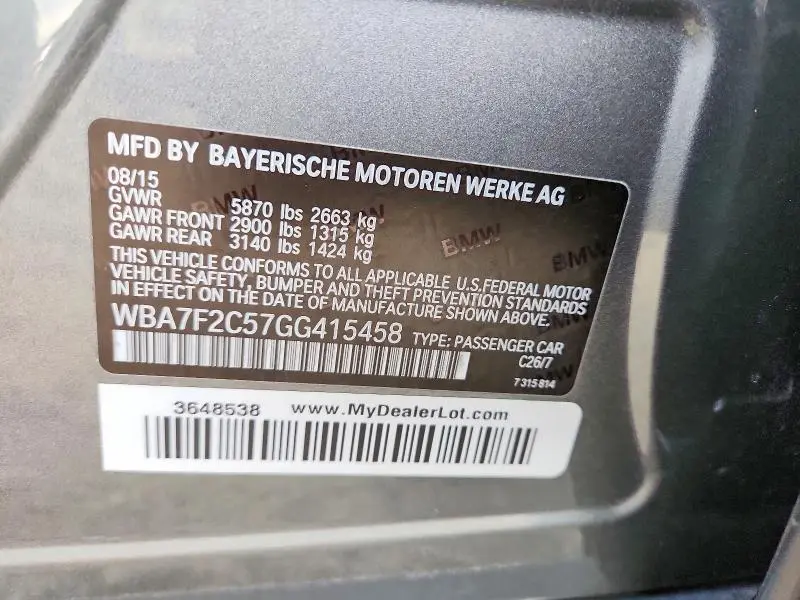 MFD BY BAYERISCHE MOTOREN WERKE AG
08/15
GVWR 5870 lbs 2663 kg
GAWR FRONT 2900 lbs 1315 kg
GAWR REAR 3140 lbs 1424 kg
THIS VEHICLE CONFORMS TO ALL APPLICABLE U.S.FEDERAL MOTOR
VEHICLE SAFETY, BUMPER AND THEFT PREVENTION STANDARDS
IN EFFECT ON THE DATE OF MANUFACTURE SHOWN ABOVE.
WBA7F2C57GG415458 TYPE: PASSENGER CAR
C26/7
7315814
3648538 www.MyDealerLot.com
BMW
BMW
BMW